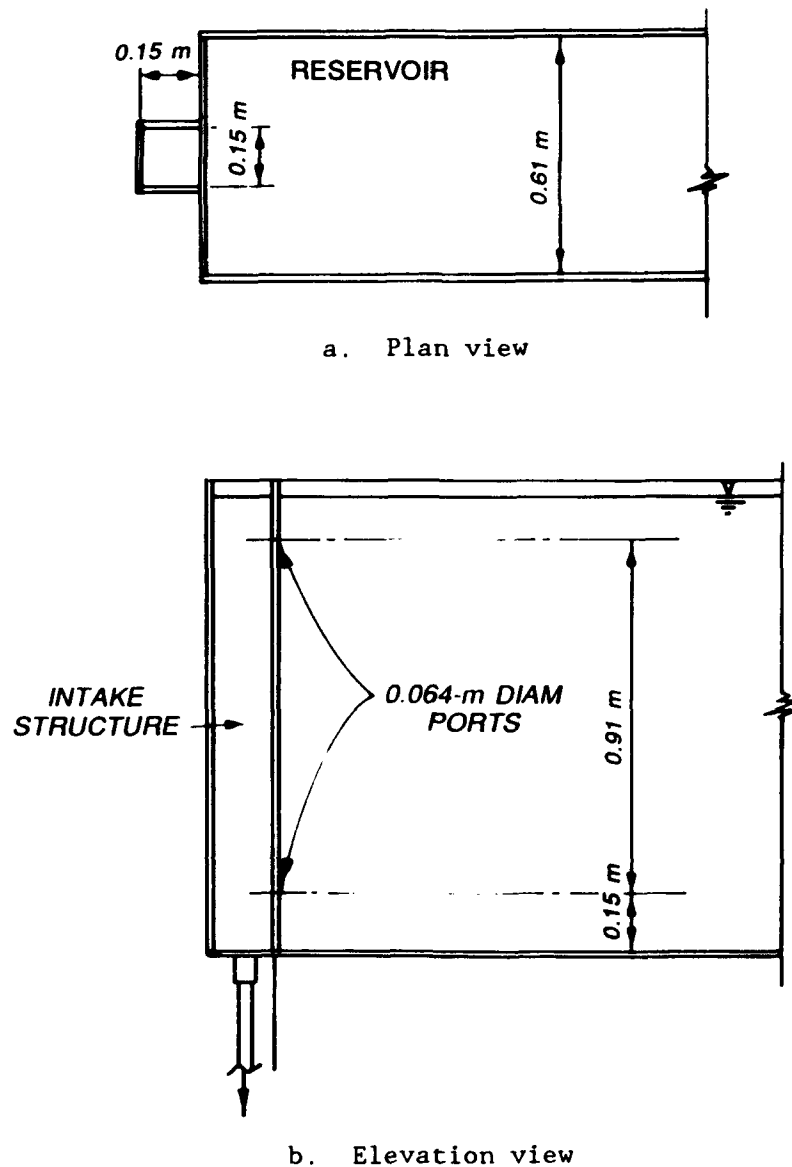 0.15 m
RESERVOIR
0.15 m
0.61 m
a. Plan view
INTAKE
STRUCTURE
0.064-m DIAM
PORTS
0.91 m
0.15 m
b. Elevation view